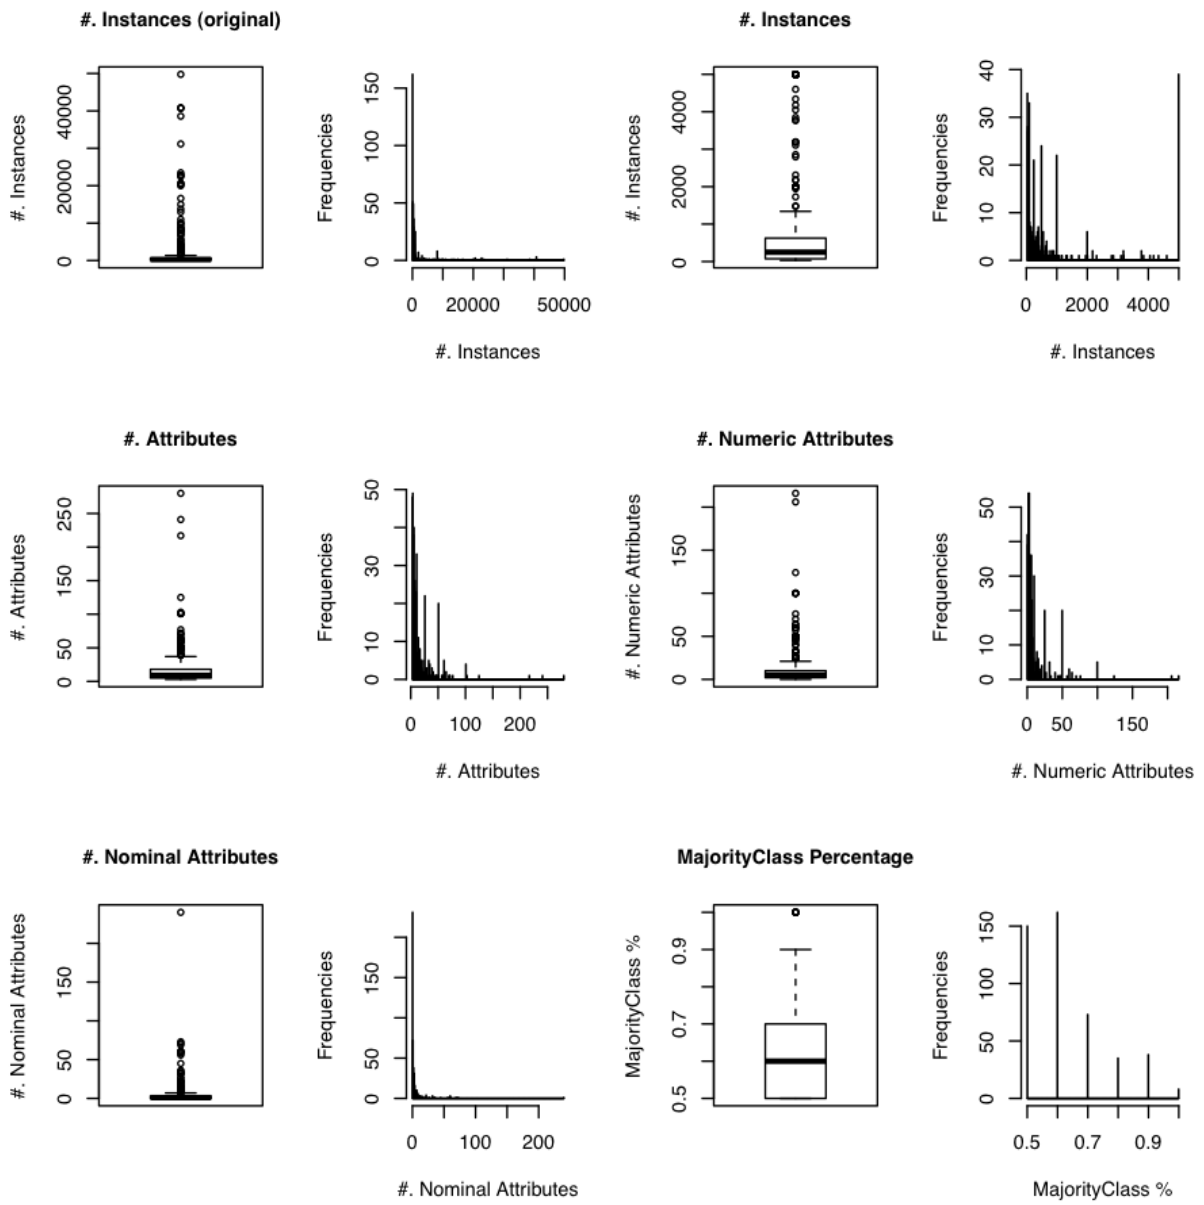 #. Instances (original)
#. Instances
0 20000 40000
Frequencies
0 50 100 150
0 20000 50000
#. Instances
#. Instances
#. Instances
0 2000 4000
Frequencies
0 10 20 30 40
0 2000 4000
#. Instances
#. Attributes
#. Attributes
0 50 150 250
Frequencies
0 10 30 50
0 100 200
#. Attributes
#. Numeric Attributes
#. Numeric Attributes
0 50 150
Frequencies
0 10 30 50
0 50 150
#. Numeric Attributes
#. Nominal Attributes
#. Nominal Attributes
0 50 150
Frequencies
0 50 150
0 100 200
#. Nominal Attributes
MajorityClass Percentage
MajorityClass %
0.5 0.7 0.9
Frequencies
0 50 100 150
0.5 0.7 0.9
MajorityClass %